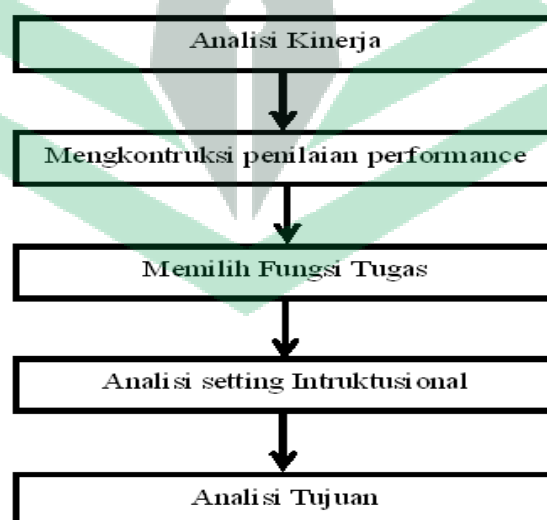 Analisi Kinerja
Mengkontruksi penilaian performance
Memilih Fungsi Tugas
Analisi setting Intruktusional
Analisi Tujuan